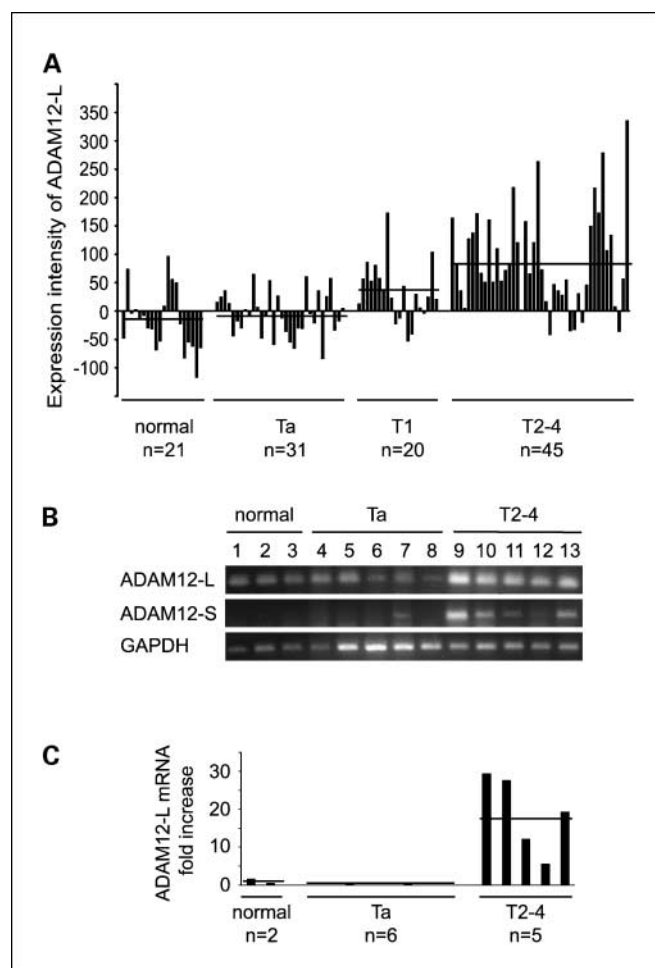 A
Expression intensity of ADAM12-L
350
300
250
200
150
100
50
0
-50
-100
normal Ta T1 T2-4
n=21 n=31 n=20 n=45
B
normal Ta T2-4
1 2 3 4 5 6 7 8 9 10 11 12 13
ADAM12-L
ADAM12-S
GAPDH
C
ADAM12-L mRNA
fold increase
30
20
10
0
normal Ta T2-4
n=2 n=6 n=5